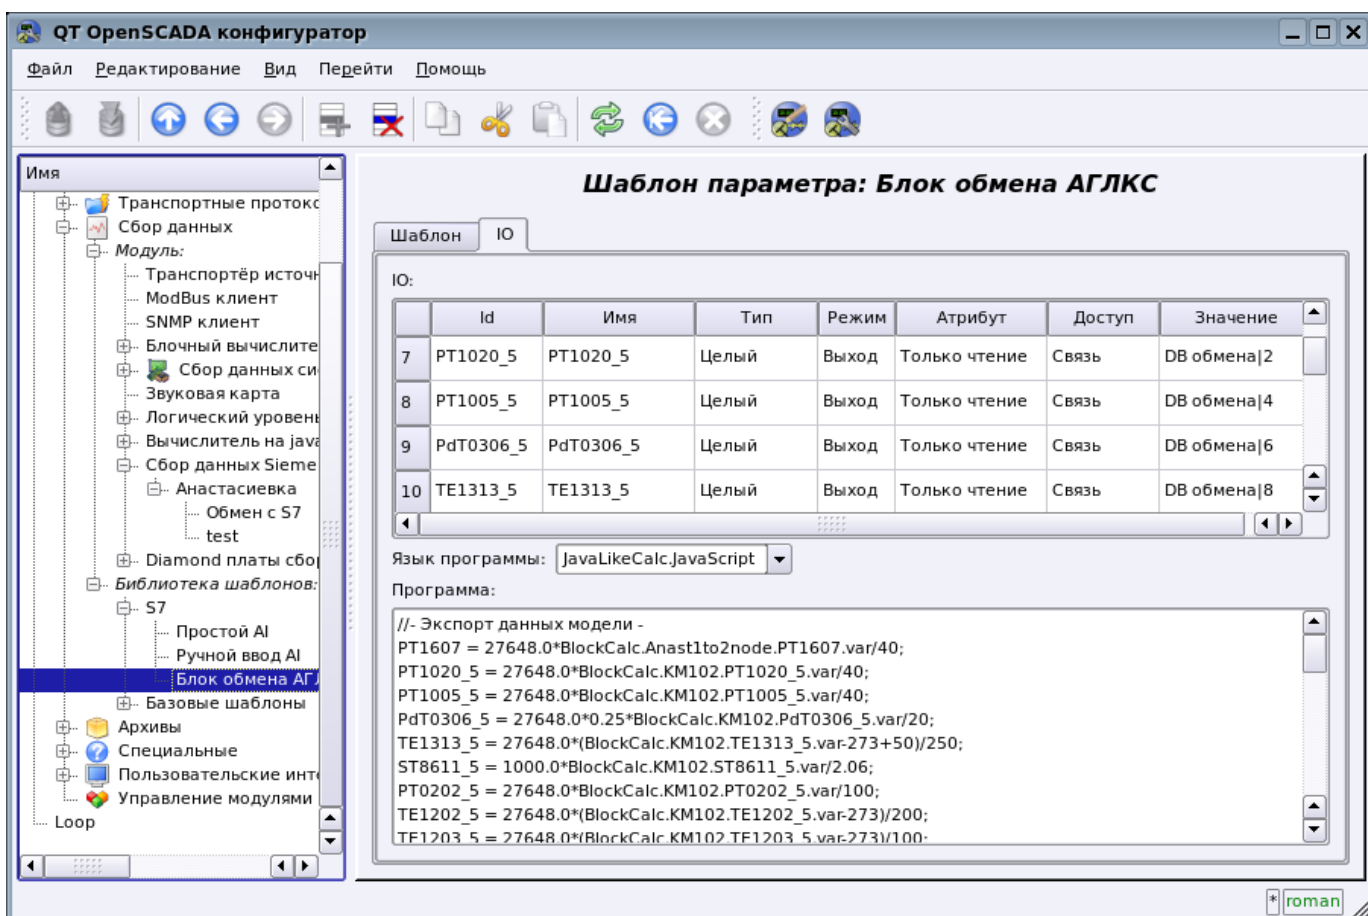 QT OpenSCADA конфигуратор
Файл Редактирование Вид Перейти Помощь
Имя
Транспортные протокс
Сбор данных
Модуль:
Транспортёр источн
ModBus клиент
SNMP клиент
Блочный вычислите
Сбор данных си
Звуковая карта
Логический уровень
Вычислитель на java
Сбор данных Sieme
Анастасиевка
Обмен с S7
test
Diamond платы сбор
Библиотека шаблонов:
S7
Простой AI
Ручной ввод AI
Блок обмена АГЛ
Базовые шаблоны
Архивы
Специальные
Пользовательские инте
Управление модулями
Loop
Шаблон параметра: Блок обмена АГЛКС
Шаблон IO
IO:
Id Имя Тип Режим Атрибут Доступ Значение
7 PT1020_5 PT1020_5 Целый Выход Только чтение Связь DB обмена|2
8 PT1005_5 PT1005_5 Целый Выход Только чтение Связь DB обмена|4
9 PdT0306_5 PdT0306_5 Целый Выход Только чтение Связь DB обмена|6
10 TE1313_5 TE1313_5 Целый Выход Только чтение Связь DB обмена|8
Язык программы: JavaLikeCalc.JavaScript
Программа:
//- Экспорт данных модели -
PT1607 = 27648.0*BlockCalc.Anast1to2node.PT1607.var/40;
PT1020_5 = 27648.0*BlockCalc.KM102.PT1020_5.var/40;
PT1005_5 = 27648.0*BlockCalc.KM102.PT1005_5.var/40;
PdT0306_5 = 27648.0*0.25*BlockCalc.KM102.PdT0306_5.var/20;
TE1313_5 = 27648.0*(BlockCalc.KM102.TE1313_5.var-273+50)/250;
ST8611_5 = 1000.0*BlockCalc.KM102.ST8611_5.var/2.06;
PT0202_5 = 27648.0*BlockCalc.KM102.PT0202_5.var/100;
TE1202_5 = 27648.0*(BlockCalc.KM102.TE1202_5.var-273)/200;
TE1203_5 = 27648.0*(BlockCalc.KM102.TE1203_5.var-273)/100;
* roman